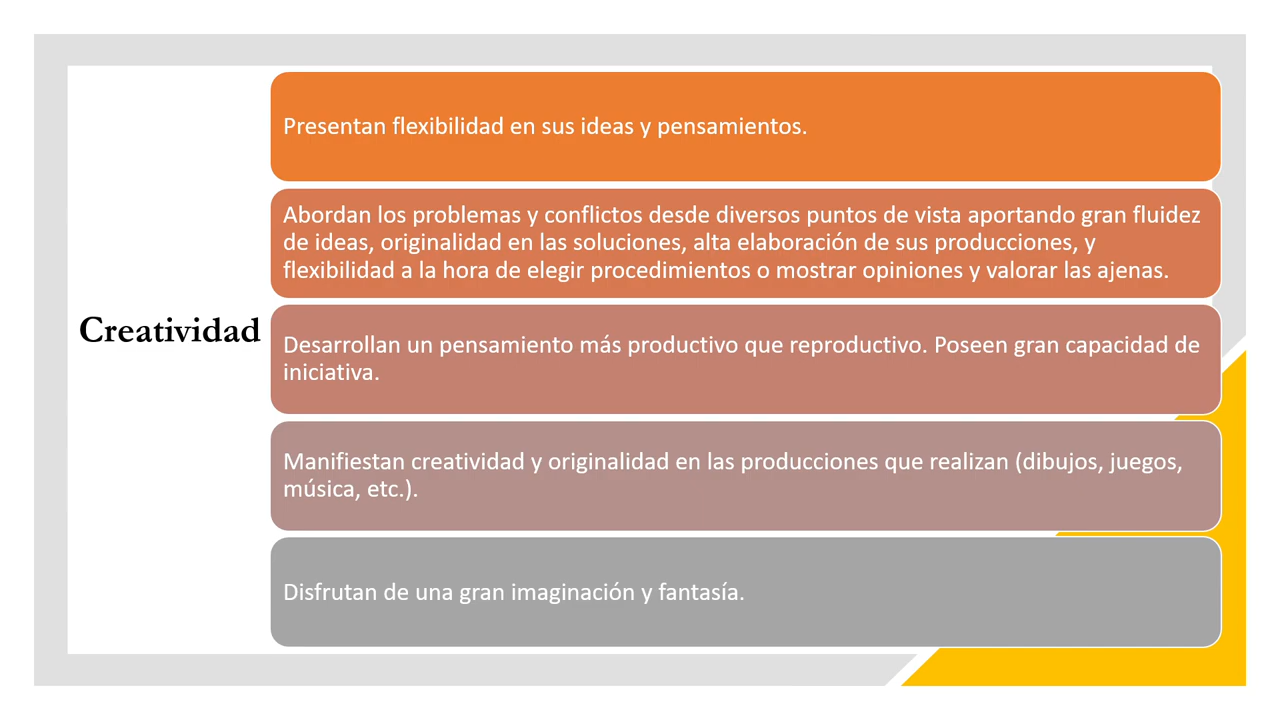 Creatividad
Presentan flexibilidad en sus ideas y pensamientos.
Abordan los problemas y conflictos desde diversos puntos de vista aportando gran fluidez
de ideas, originalidad en las soluciones, alta elaboración de sus producciones, y
flexibilidad a la hora de elegir procedimientos o mostrar opiniones y valorar las ajenas.
Desarrollan un pensamiento más productivo que reproductivo. Poseen gran capacidad de
iniciativa.
Manifiestan creatividad y originalidad en las producciones que realizan (dibujos, juegos,
música, etc.).
Disfrutan de una gran imaginación y fantasía.